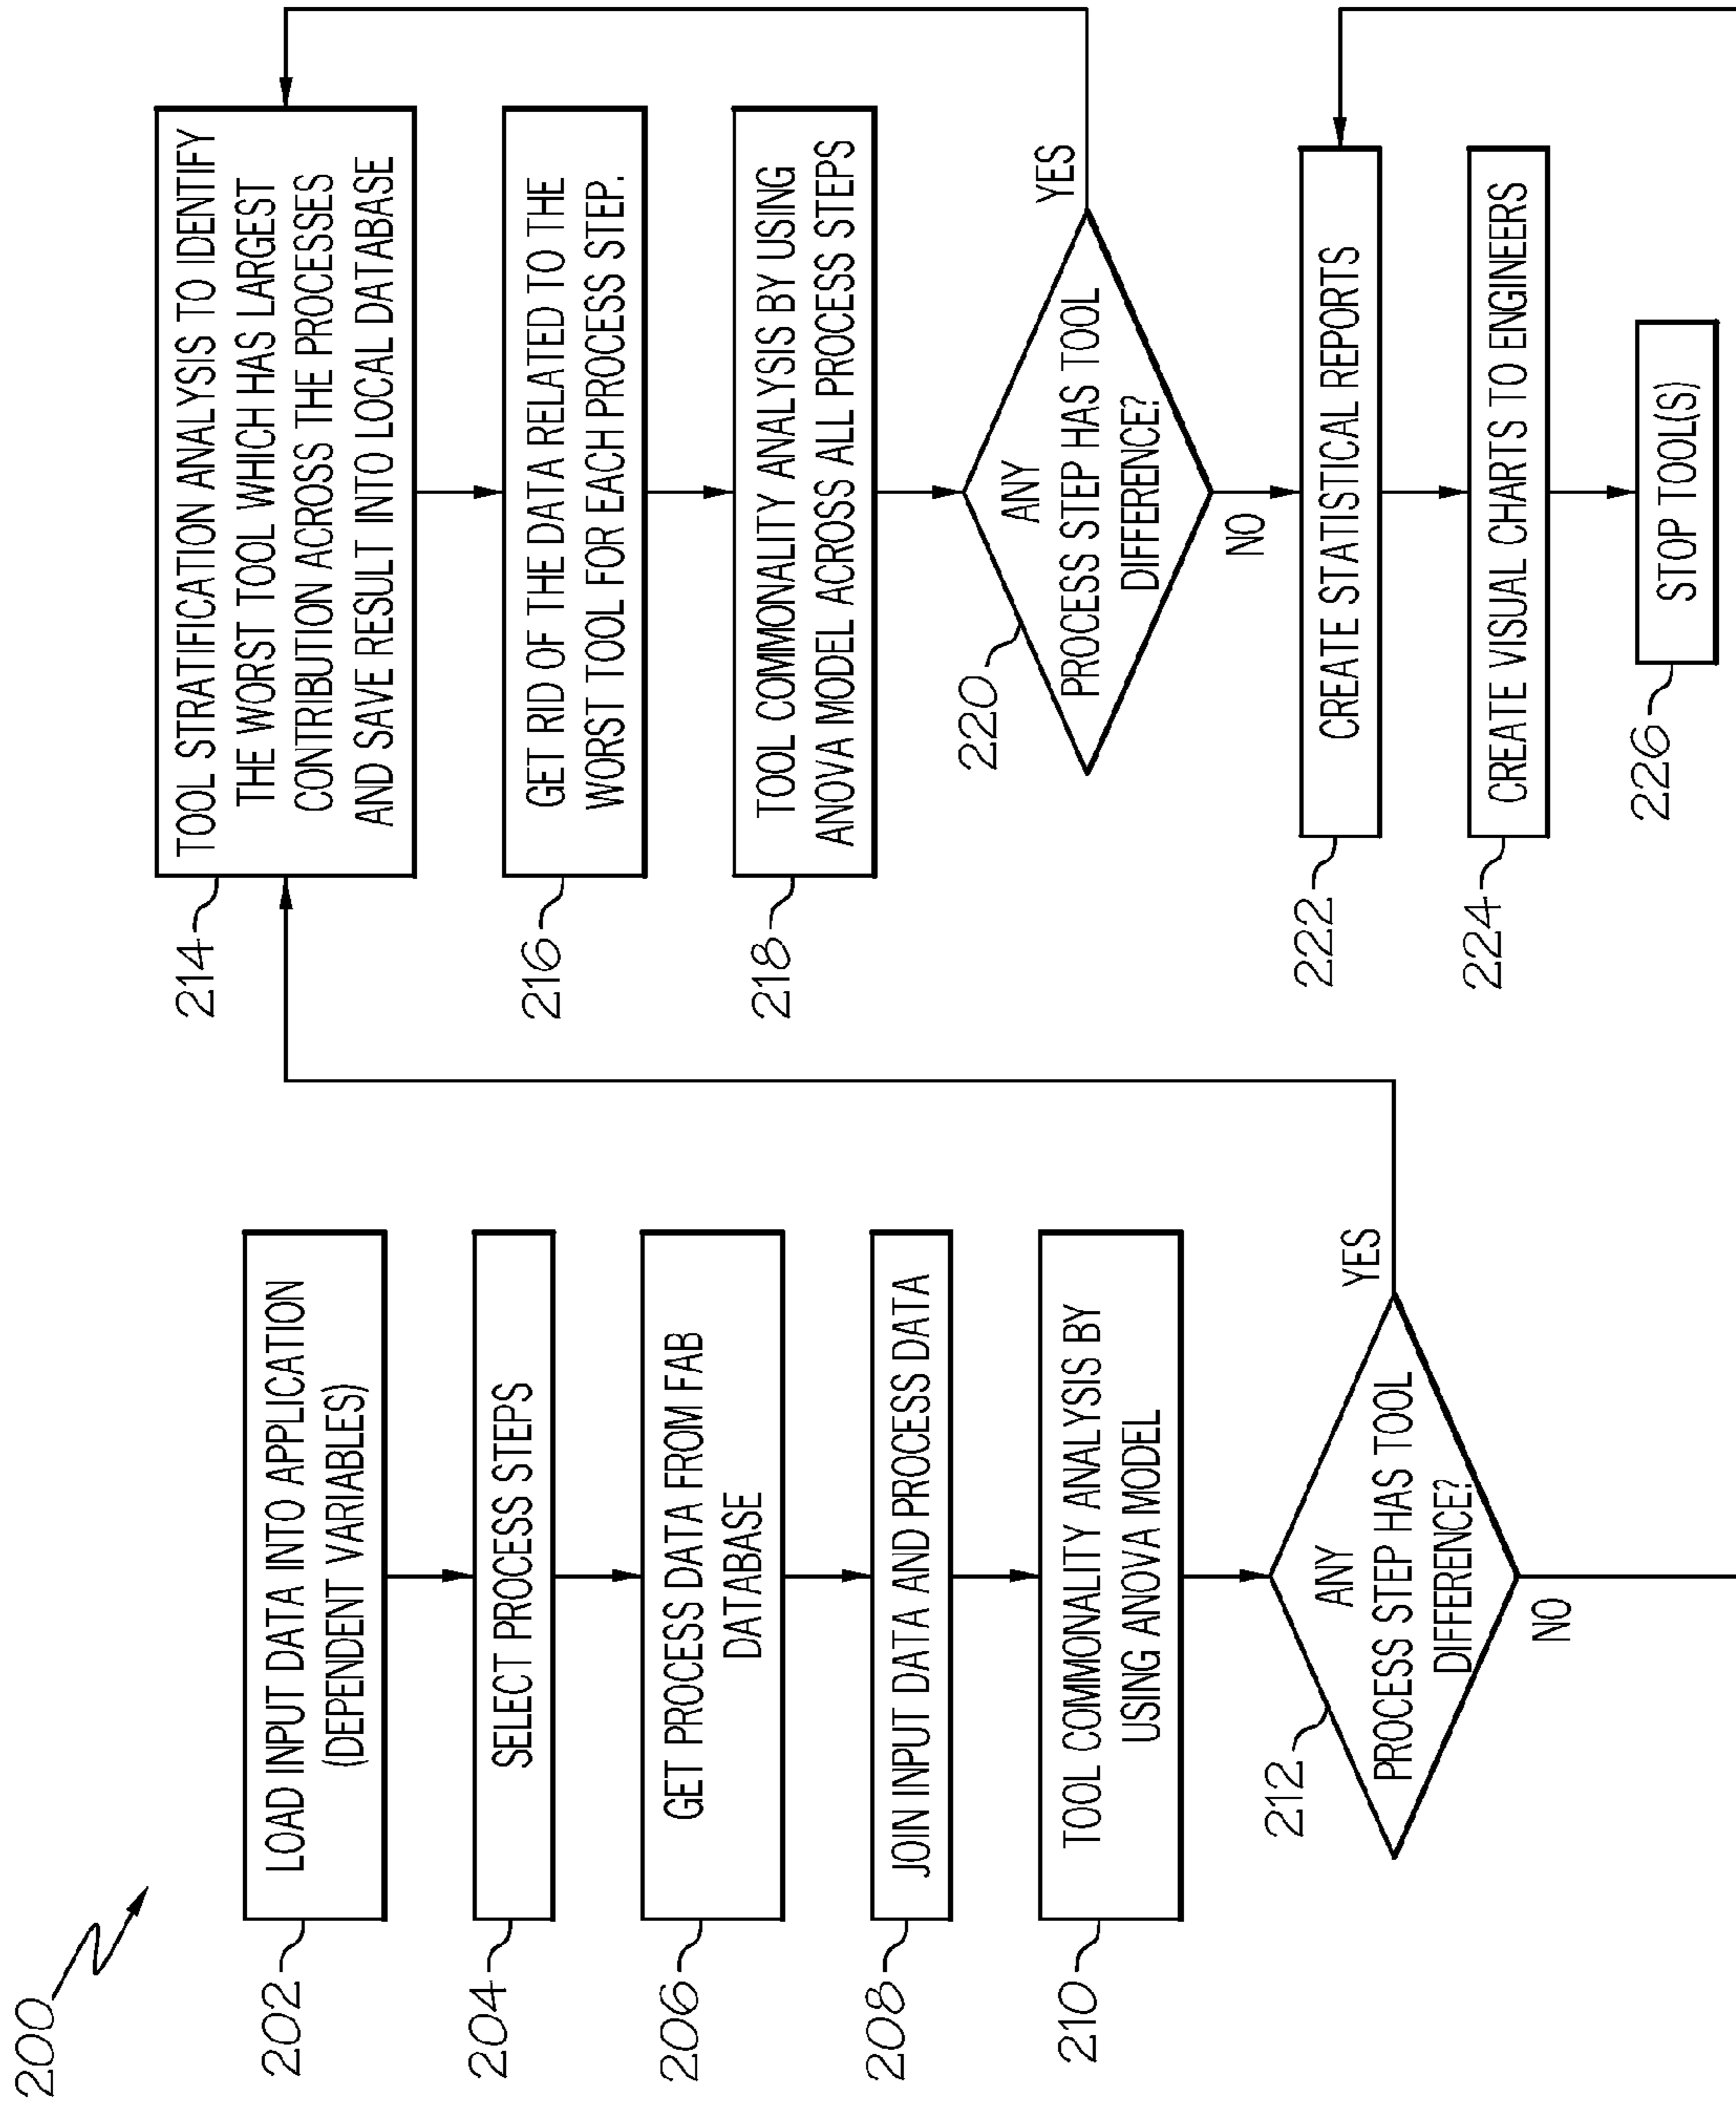 200
202
LOAD INPUT DATA INTO APPLICATION
(DEPENDENT VARIABLES)
204
SELECT PROCESS STEPS
206
GET PROCESS DATA FROM FAB
DATABASE
208
JOIN INPUT DATA AND PROCESS DATA
210
TOOL COMMONALITY ANALYSIS BY
USING ANOVA MODEL
212
ANY
PROCESS STEP HAS TOOL
DIFFERENCE?
YES
NO
214
TOOL STRATIFICATION ANALYSIS TO IDENTIFY
THE WORST TOOL WHICH HAS LARGEST
CONTRIBUTION ACROSS THE PROCESSES
AND SAVE RESULT INTO LOCAL DATABASE
216
GET RID OF THE DATA RELATED TO THE
WORST TOOL FOR EACH PROCESS STEP.
218
TOOL COMMONALITY ANALYSIS BY USING
ANOVA MODEL ACROSS ALL PROCESS STEPS
220
ANY
PROCESS STEP HAS TOOL
DIFFERENCE?
YES
NO
222
CREATE STATISTICAL REPORTS
224
CREATE VISUAL CHARTS TO ENGINEERS
226
STOP TOOL(S)